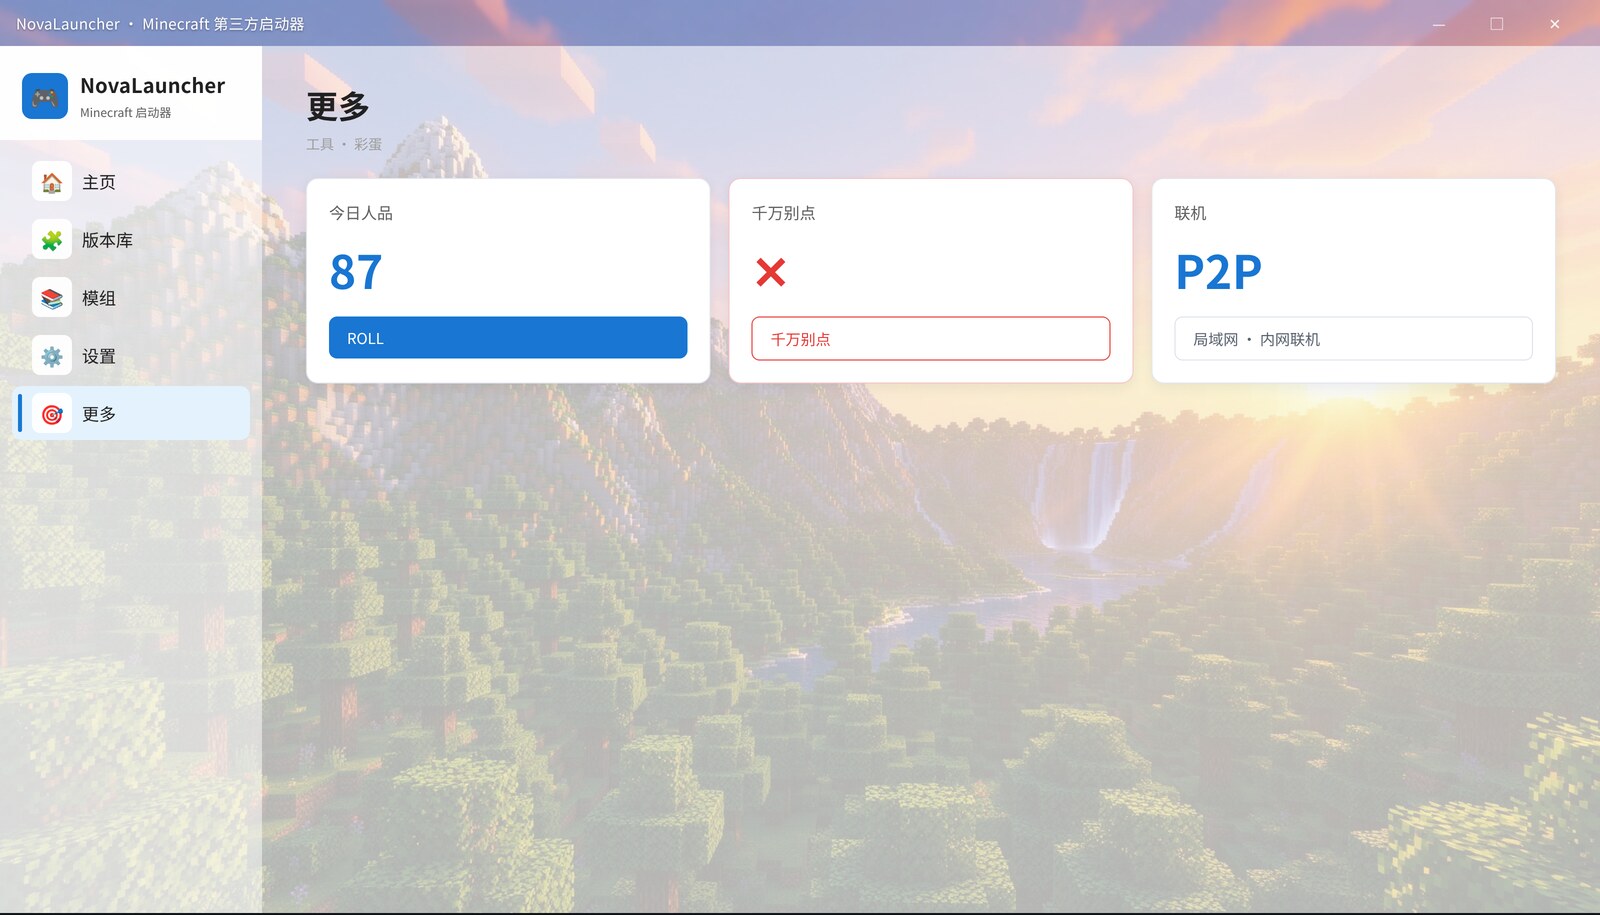 NovaLauncher • Minecraft 第三方启动器
NovaLauncher
Minecraft 启动器
主页
版本库
模组
设置
更多
更多
工具 • 彩蛋
今日人品
87
ROLL
千万别点
千万别点
联机
P2P
局域网 • 内网联机